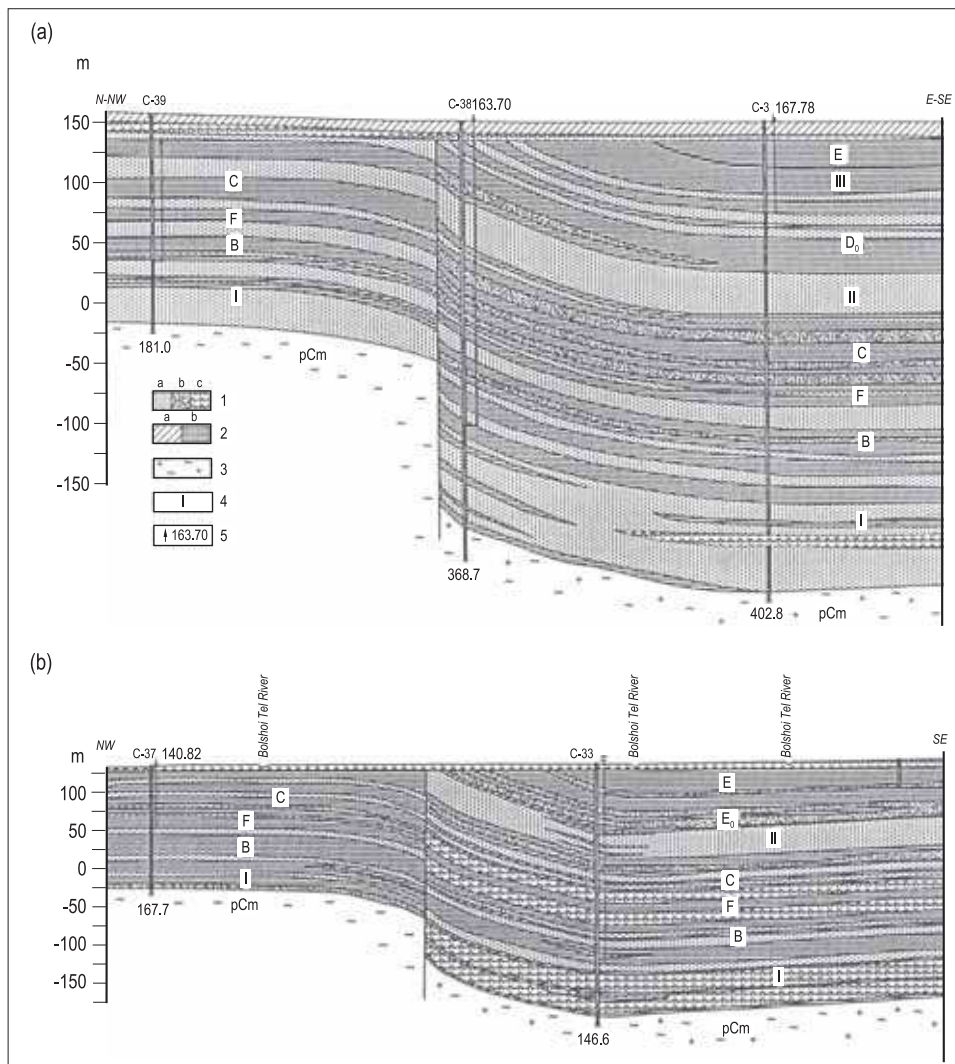 (a)
m
N-NW C-39 C-38 163.70 C-3 167.78 E-SE
150
100
50
0
-50
-100
-150
C
F
B
I
E
III
D₀
II
C
F
B
I
181.0
pCm
368.7
402.8
pCm
a b c
1
a b
2
3
I 4
163.70 5
(b)
Bolshoi Tel River
Bolshoi Tel River
Bolshoi Tel River
m
NW C-37 140.82 C-33 SE
100
50
0
-50
-100
-150
C
F
B
I
E
E₀
II
C
F
B
I
167.7
pCm
146.6
pCm